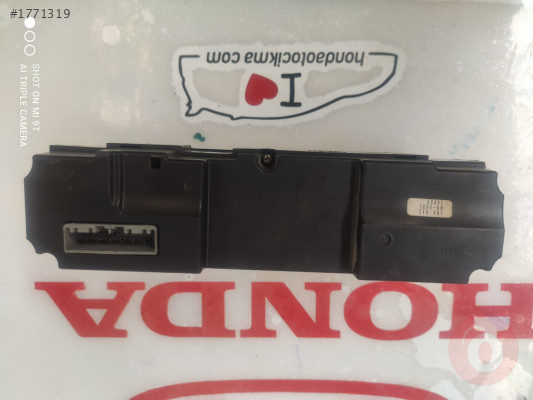 #1771319
SHOT ON MI 9T
AI TRIPLE CAMERA
hondaotocikma.com
I
HONDA